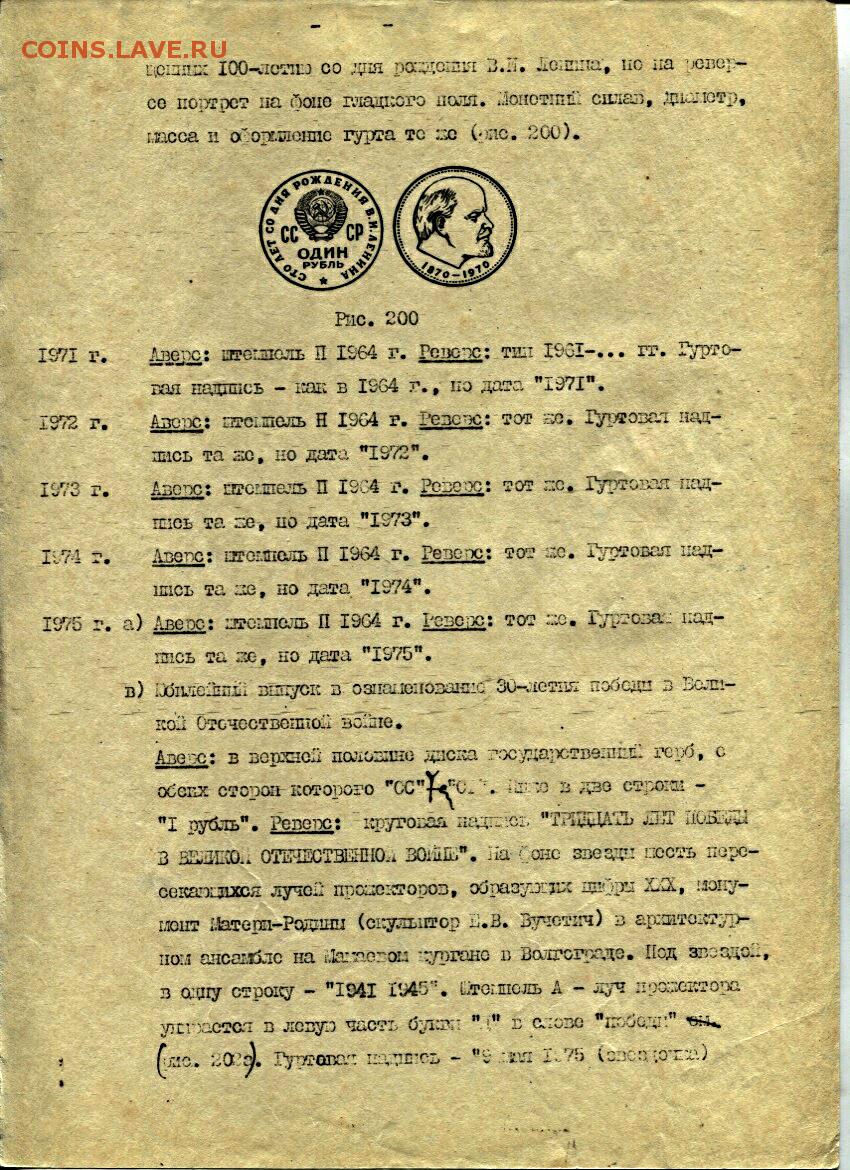 COINS.LAVE.RU
щенных 100-летию со дня рождения В.И. Ленина, но на ревер-
се портрет на фоне гладкого поля. Монетный сплав, диаметр,
масса и оформление гурта те же (рис. 200).
СТО ЛЕТ СО ДНЯ РОЖДЕНИЯ В.И.ЛЕНИНА
СС СР
ОДИН
РУБЛЬ
1870-1970
Рис. 200
1971 г. Аверс: штемпель П 1964 г. Реверс: тип 1961-... гг. Гурто-
вая надпись - как в 1964 г., но дата "1971".
1972 г. Аверс: штемпель Н 1964 г. Реверс: тот же. Гуртовая над-
пись та же, но дата "1972".
1973 г. Аверс: штемпель П 1964 г. Реверс: тот же. Гуртовая над-
пись та же, но дата "1973".
1974 г. Аверс: штемпель П 1964 г. Реверс: тот же. Гуртовая над-
пись та же, но дата "1974".
1975 г. а) Аверс: штемпель П 1964 г. Реверс: тот же. Гуртовая над-
пись та же, но дата "1975".
в) Юбилейный выпуск в ознаменование 30-летия победы в Вели-
кой Отечественной войне.
Аверс: в верхней половине диска государственный герб, с
обеих сторон которого "СС" Ниже в две строки -
"I рубль". Реверс: круговая надпись "ТРИДЦАТЬ ЛЕТ ПОБЕДЫ
В ВЕЛИКОЙ ОТЕЧЕСТВЕННОЙ ВОЙНЕ". На фоне звезды шесть пере-
секающихся лучей прожекторов, образующих цифры XXX, мону-
мент Матери-Родины (скульптор Е.В. Вучетич) в архитектур-
ном ансамбле на Мамаевом кургане в Волгограде. Под звездой,
в одну строку - "1941 1945". Штемпель А - луч прожектора
упирается в левую часть буквы в слове "победы"
(рис. Гуртовая надпись - "9 мая 1975 (звездочка)